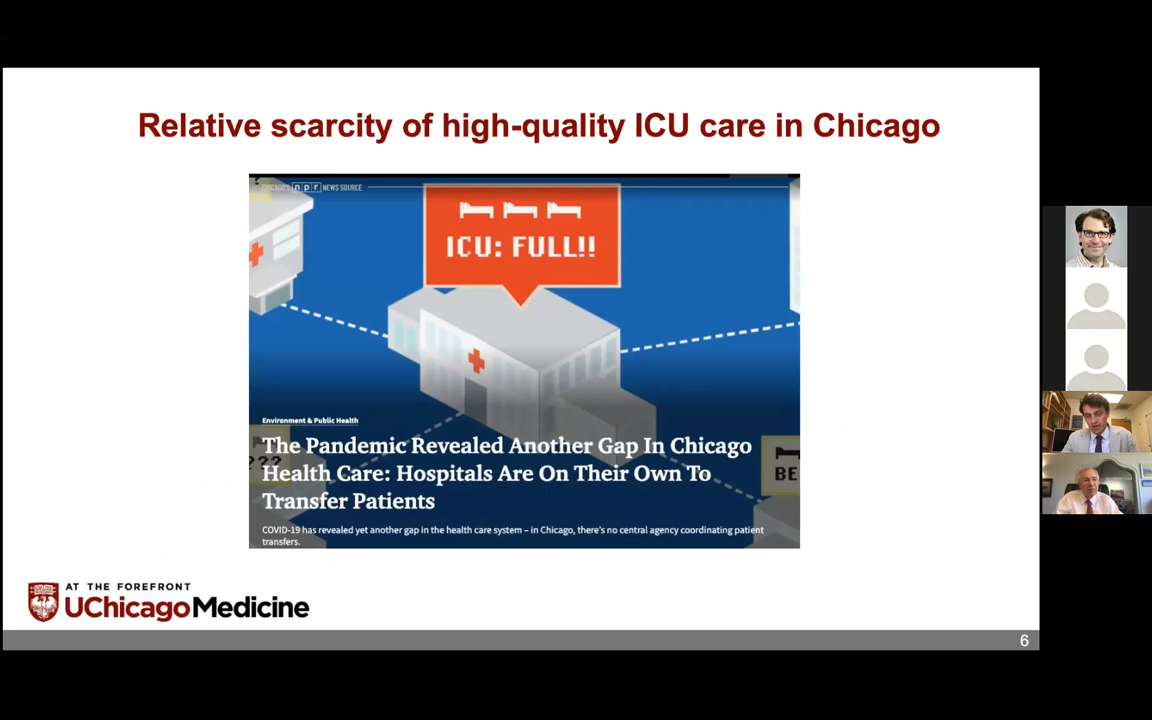 Relative scarcity of high-quality ICU care in Chicago
CHICAGO'S npr NEWS SOURCE
ICU: FULL!!
Environment & Public Health
The Pandemic Revealed Another Gap In Chicago
Health Care: Hospitals Are On Their Own To
Transfer Patients
???
BE
COVID-19 has revealed yet another gap in the health care system – in Chicago, there's no central agency coordinating patient
transfers.
AT THE FOREFRONT
UChicagoMedicine
6